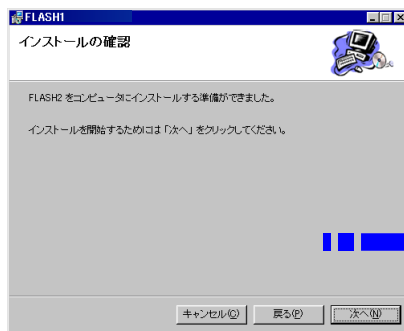 FLASH1
インストールの確認
FLASH2 をコンピュータにインストールする準備ができました。
インストールを開始するためには「次へ」をクリックしてください。
キャンセル(C) 戻る(P) 次へ(N)